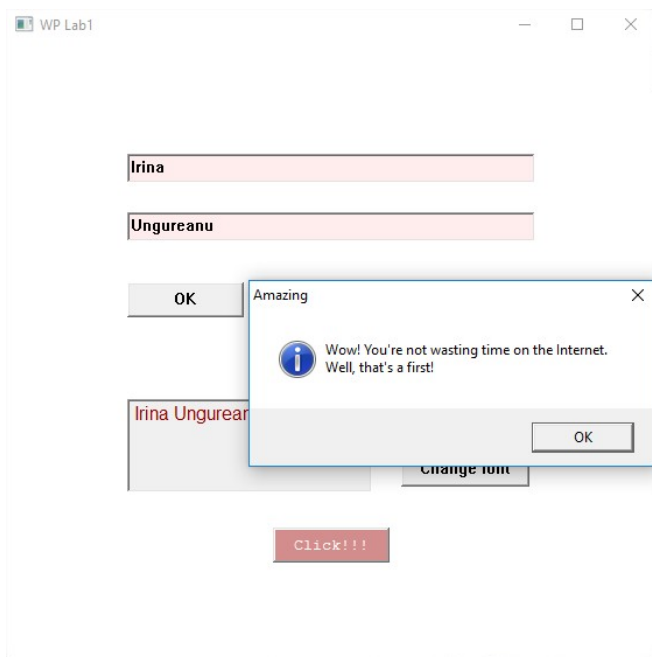 WP Lab1
Irina
Ungureanu
OK
Amazing
Wow! You're not wasting time on the Internet.
Well, that's a first!
OK
Irina
Change font
Click!!!